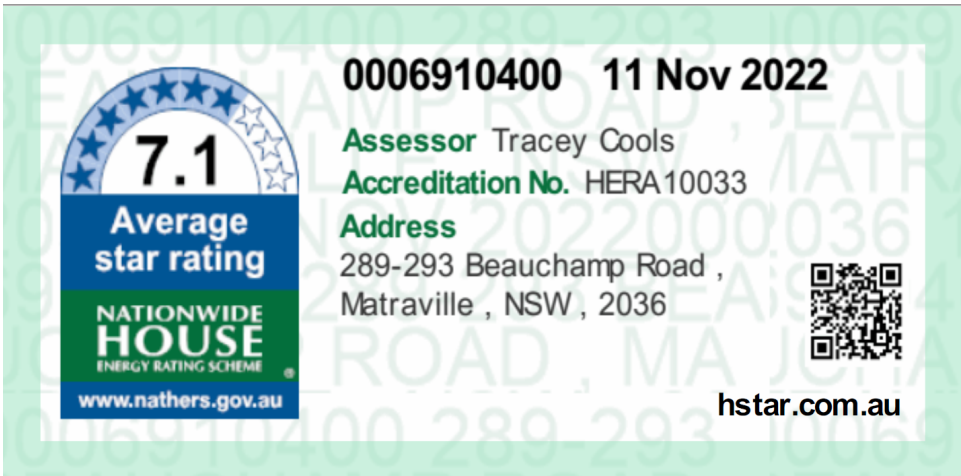 0006910400 11 Nov 2022
7.1
Average
star rating
NATIONWIDE
HOUSE
ENERGY RATING SCHEME ®
www.nathers.gov.au
Assessor Tracey Cools
Accreditation No. HERA10033
Address
289-293 Beauchamp Road ,
Matraville , NSW , 2036
hstar.com.au